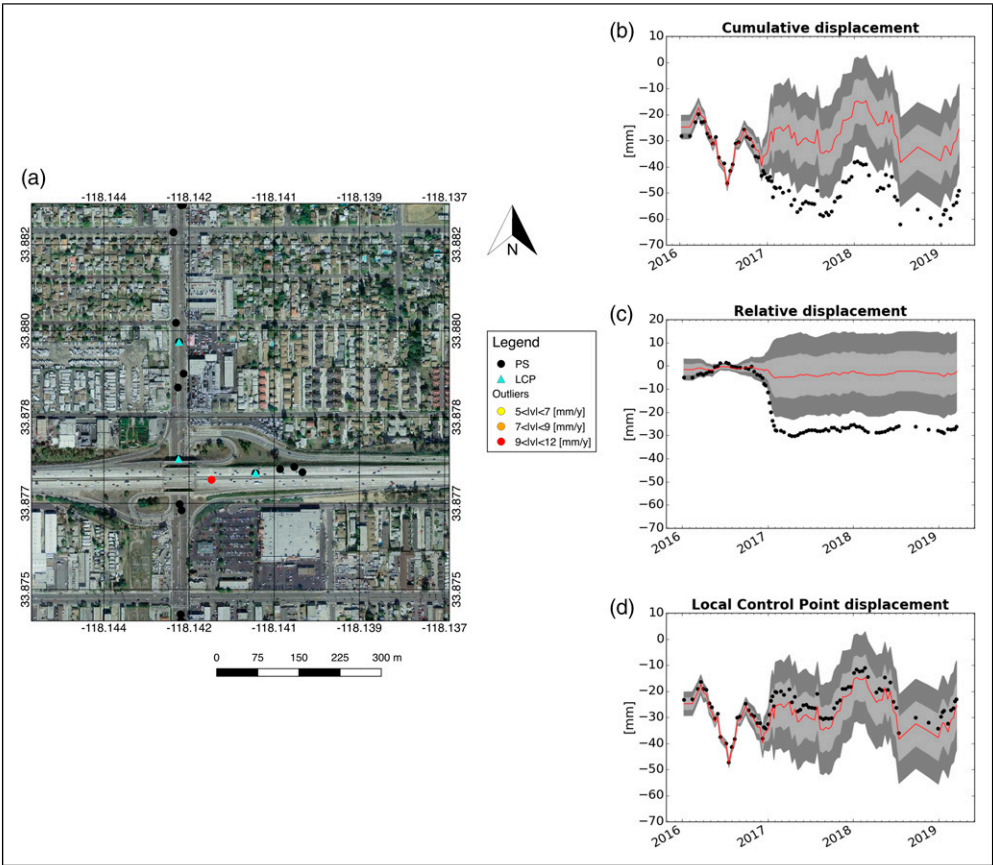 (a)
-118.144 -118.142 -118.141 -118.139 -118.137
33.882 33.882
33.880 33.880
33.878 33.878
33.877 33.877
33.875 33.875
-118.144 -118.142 -118.141 -118.139 -118.137
0 75 150 225 300 m
N
Legend
PS
LCP
Outliers
5<lvl<7 [mm/y]
7<lvl<9 [mm/y]
9<lvl<12 [mm/y]
(b)
Cumulative displacement
10
0
−10
−20
−30
−40
−50
−60
−70
[mm]
2016 2017 2018 2019
(c)
Relative displacement
20
10
0
−10
−20
−30
−40
−50
−60
−70
[mm]
2016 2017 2018 2019
(d)
Local Control Point displacement
10
0
−10
−20
−30
−40
−50
−60
−70
[mm]
2016 2017 2018 2019